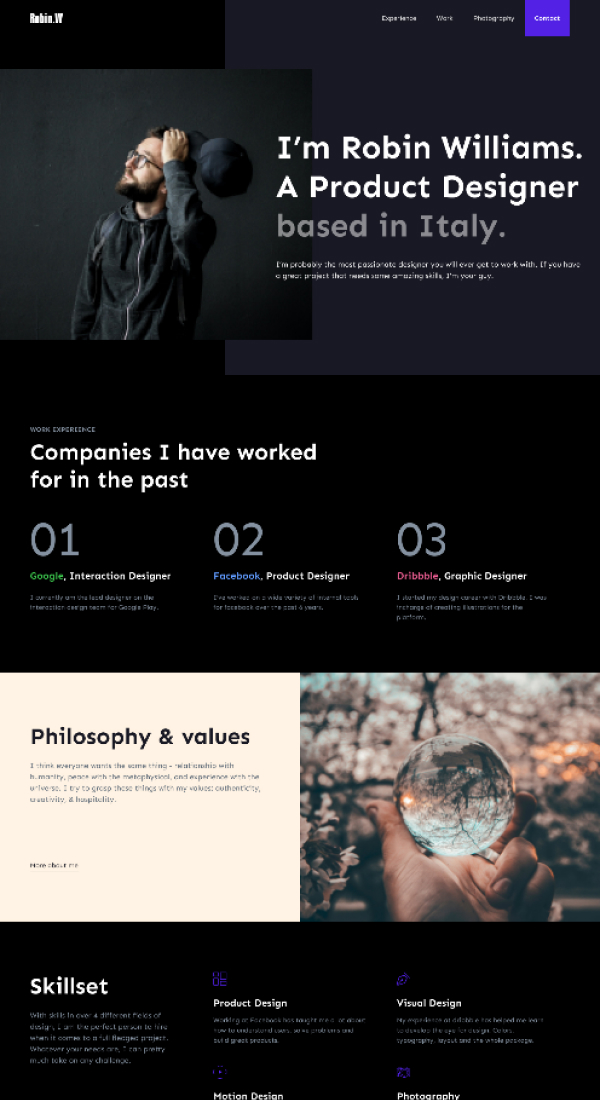 Robin.W
Experience
Work
Photography
Contact
I'm Robin Williams.
A Product Designer
based in Italy.
I'm probably the most passionate designer you will ever get to work with. If you have
a great project that needs some amazing skills, I'm your guy.
WORK EXPERIENCE
Companies I have worked
for in the past
01
Google, Interaction Designer
I currently am the lead designer on the
interaction design team for Google Play.
02
Facebook, Product Designer
I've worked on a wide variety of internal tools
for facebook over the past 6 years.
03
Dribbble, Graphic Designer
I started my design career with Dribbble. I was
incharge of creating illustrations for the
platform.
Philosophy & values
I think everyone wants the same thing - relationship with
humanity, peace with the metaphysical, and experience with the
universe. I try to grasp these things with my values: authenticity,
creativity, & hospitality.
More about me
Skillset
With skills in over 4 different fields of
design, I am the perfect person to hire
when it comes to a full fledged project.
Whatever your needs are, I can pretty
much take on any challenge.
Product Design
Working at Facebook has taught me a lot about
how to understand users, solve problems and
build great products.
Visual Design
My experience at dribbble has helped me learn
to develop the eye for design. Colors,
typography, layout and the whole package.
Motion Design
Photography